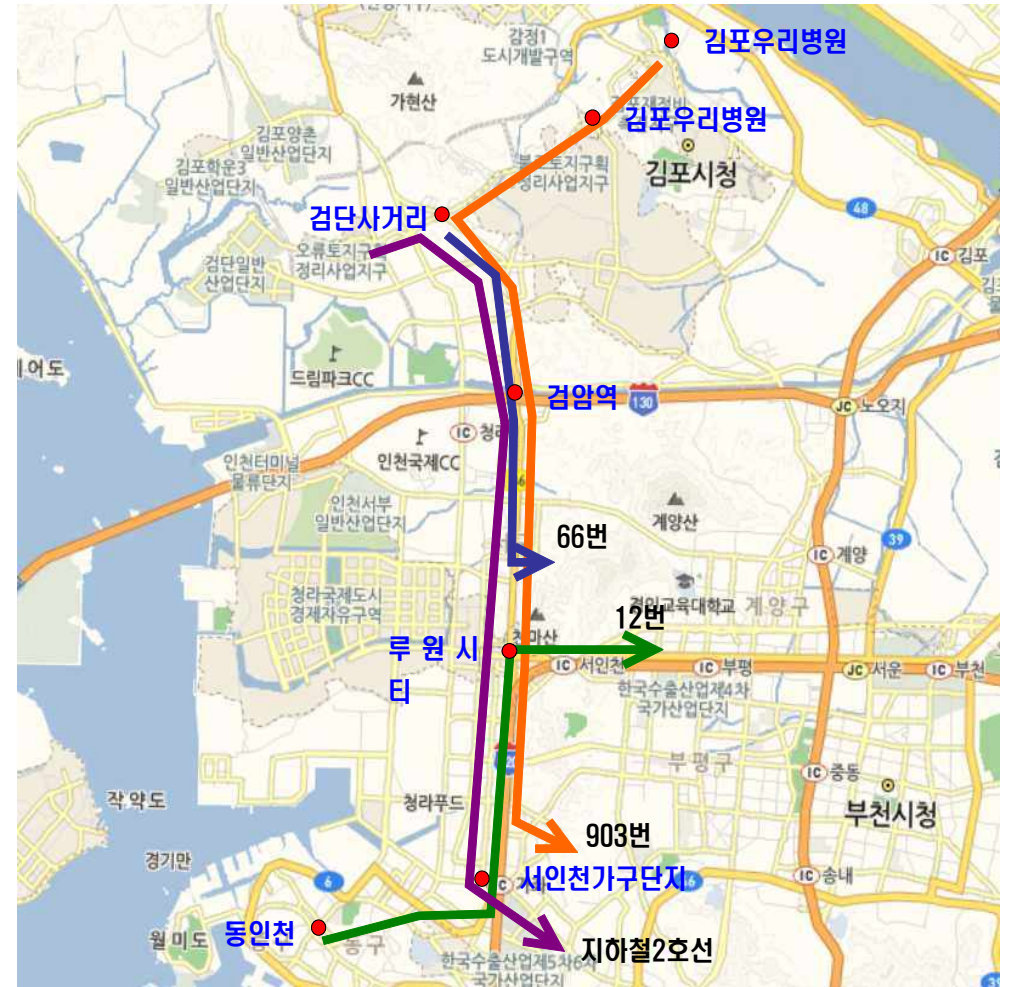 감정1
도시개발구역
김포우리병원
가현산
김포우리병원
김포양촌
일반산업단지
김포학운3
일반산업단지
정리사업지구
김포시청
48
검단사거리
오류토지구획
정리사업지구
검단일반
산업단지
IC 김포
드림파크CC
검암역
130
JC 노오지
IC 청라
인천국제CC
인천터미널
물류단지
인천서부
일반산업단지
계양산
66번
39
IC 계양
청라국제도시
경제자유구역
경인교육대학교
계양구
12번
천마산
루 원 시
티
IC 서인천
IC 부평
JC 서운
IC 부천
한국수출산업제4차
국가산업단지
부평구
IC 중동
작약도
청라푸드
부천시청
903번
경기만
6
서인천가구단지
46
IC 송내
동인천
월미도
동구
지하철2호선
한국수출산업제5차6차
국가산업단지
39